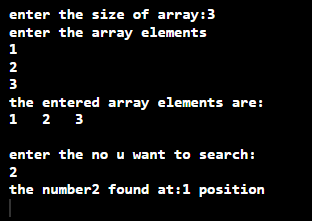 enter the size of array:3
enter the array elements
1
2
3
the entered array elements are:
1   2   3
enter the no u want to search:
2
the number2 found at:1 position